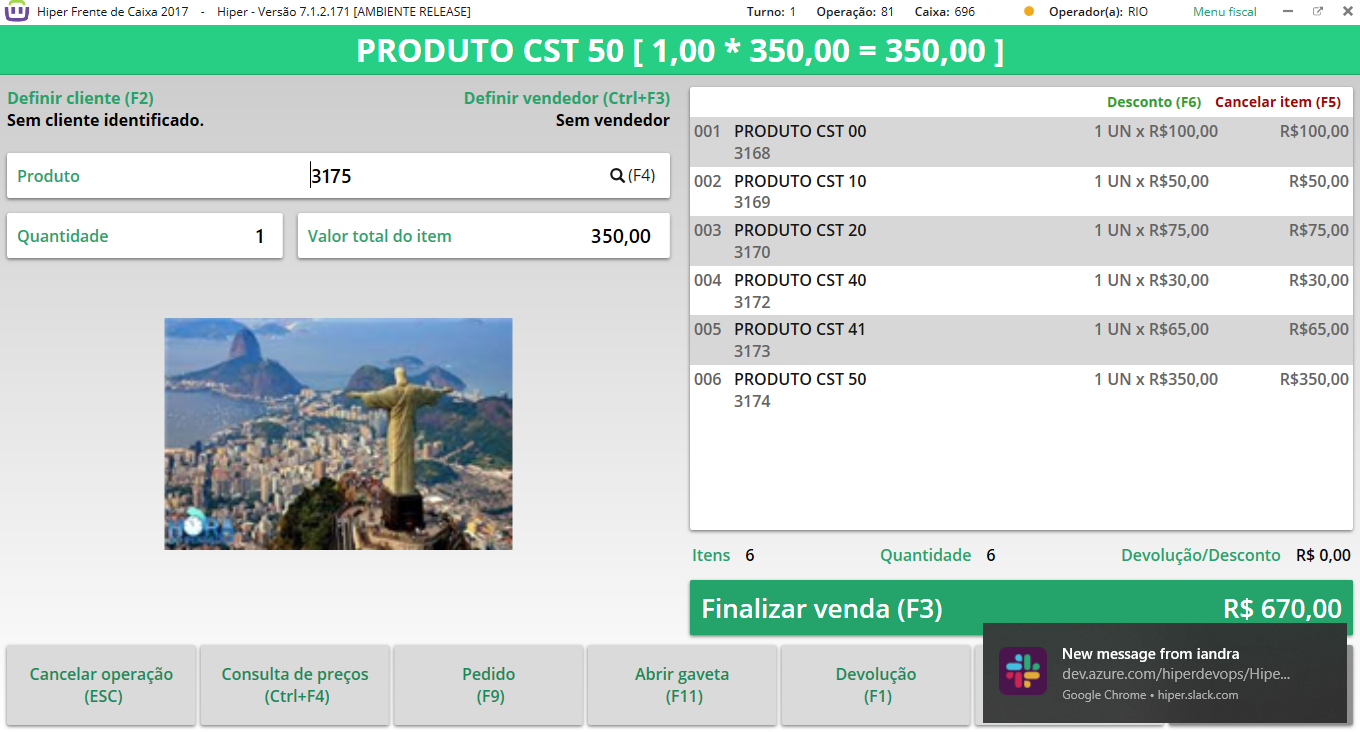 Hiper Frente de Caixa 2017 - Hiper - Versão 7.1.2.171 [AMBIENTE RELEASE] Turno: 1 Operação: 81 Caixa: 696 Operador(a): RIO Menu fiscal
PRODUTO CST 50 [ 1,00 * 350,00 = 350,00 ]
Definir cliente (F2) Definir vendedor (Ctrl+F3)
Sem cliente identificado. Sem vendedor
Produto 3175 (F4)
Quantidade 1 Valor total do item 350,00
HORA
Desconto (F6) Cancelar item (F5)
001 PRODUTO CST 00 1 UN x R$100,00 R$100,00
3168
002 PRODUTO CST 10 1 UN x R$50,00 R$50,00
3169
003 PRODUTO CST 20 1 UN x R$75,00 R$75,00
3170
004 PRODUTO CST 40 1 UN x R$30,00 R$30,00
3172
005 PRODUTO CST 41 1 UN x R$65,00 R$65,00
3173
006 PRODUTO CST 50 1 UN x R$350,00 R$350,00
3174
Itens 6 Quantidade 6 Devolução/Desconto R$ 0,00
Finalizar venda (F3) R$ 670,00
Cancelar operação
(ESC)
Consulta de preços
(Ctrl+F4)
Pedido
(F9)
Abrir gaveta
(F11)
Devolução
(F1)
New message from iandra
dev.azure.com/hiperdevops/Hipe...
Google Chrome • hiper.slack.com